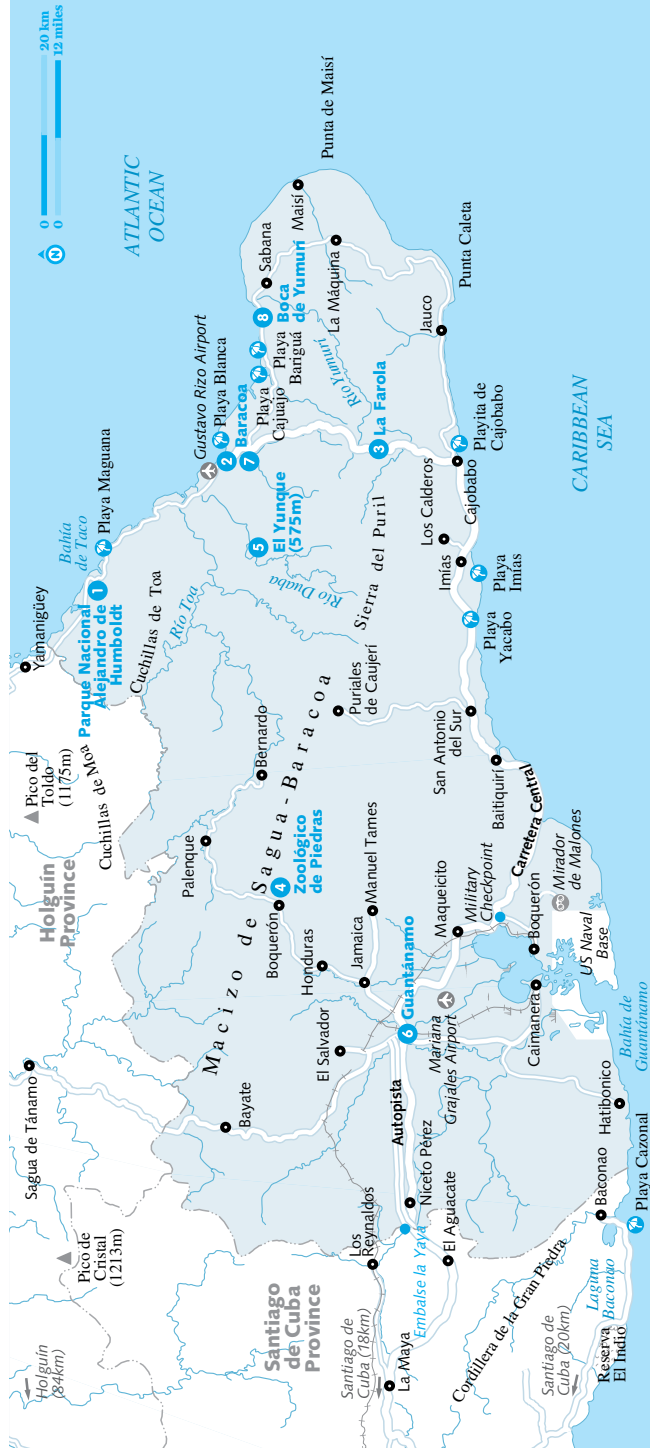 0
20 km
0
12 miles
N
ATLANTIC
OCEAN
Holguín
(84km)
Pico de
Cristal
(1213m)
Sagua de Tánamo
Holguín
Province
Pico del
Toldo
(1175m)
Cuchillas de Moa
Yamanigüey
1
Parque Nacional
Alejandro de
Humboldt
Bahía
de Taco
Playa Maguana
Cuchillas de Toa
Río Toa
Gustavo Rizo Airport
Playa Blanca
2
7
Baracoa
Playa
Cajuajo
Playa
Bariguá
8
Boca
de Yumurí
Sabana
Maisí
Punta de Maisí
La Máquina
Río Yumurí
5
El Yunque
(575m)
Río Duaba
Sierra del Puril
3
La Farola
Macizo de Sagua-Baracoa
Palenque
Bernardo
Boquerón
4
Zoológico
de Piedras
Bayate
El Salvador
Honduras
Jamaica
Manuel Tames
Puriales
de Caujerí
Santiago
de Cuba
Province
Los
Reynaldos
Santiago de
Cuba (18km)
La Maya
Embalse la Yaya
El Aguacate
Niceto Pérez
Autopista
6
Guantánamo
Mariana
Grajales Airport
Maqueicito
Military
Checkpoint
Carretera Central
San Antonio
del Sur
Baitiquirí
Playa
Yacabo
Imías
Playa
Imías
Los Calderos
Cajobabo
Playita de
Cajobabo
Jauco
Punta Caleta
CARIBBEAN
SEA
Cordillera de la Gran Piedra
Santiago de
Cuba (20km)
Reserva
El Indio
Laguna
Baconao
Baconao
Playa Cazonal
Hatibonico
Caimanera
Boquerón
US Naval
Base
Mirador
de Malones
Bahía de
Guantánamo